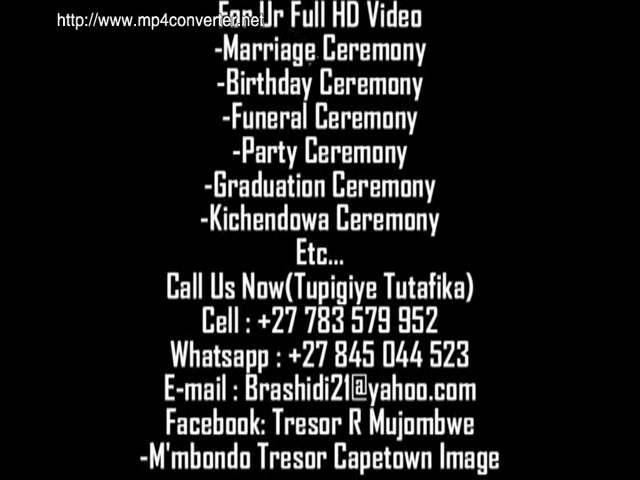 http://www.mp4converter.net
For Ur Full HD Video
-Marriage Ceremony
-Birthday Ceremony
-Funeral Ceremony
-Party Ceremony
-Graduation Ceremony
-Kichendowa Ceremony
Etc...
Call Us Now(Tupigiye Tutafika)
Cell : +27 783 579 952
Whatsapp : +27 845 044 523
E-mail : Brashidi21@yahoo.com
Facebook: Tresor R Mujombwe
-M'mbondo Tresor Capetown Image